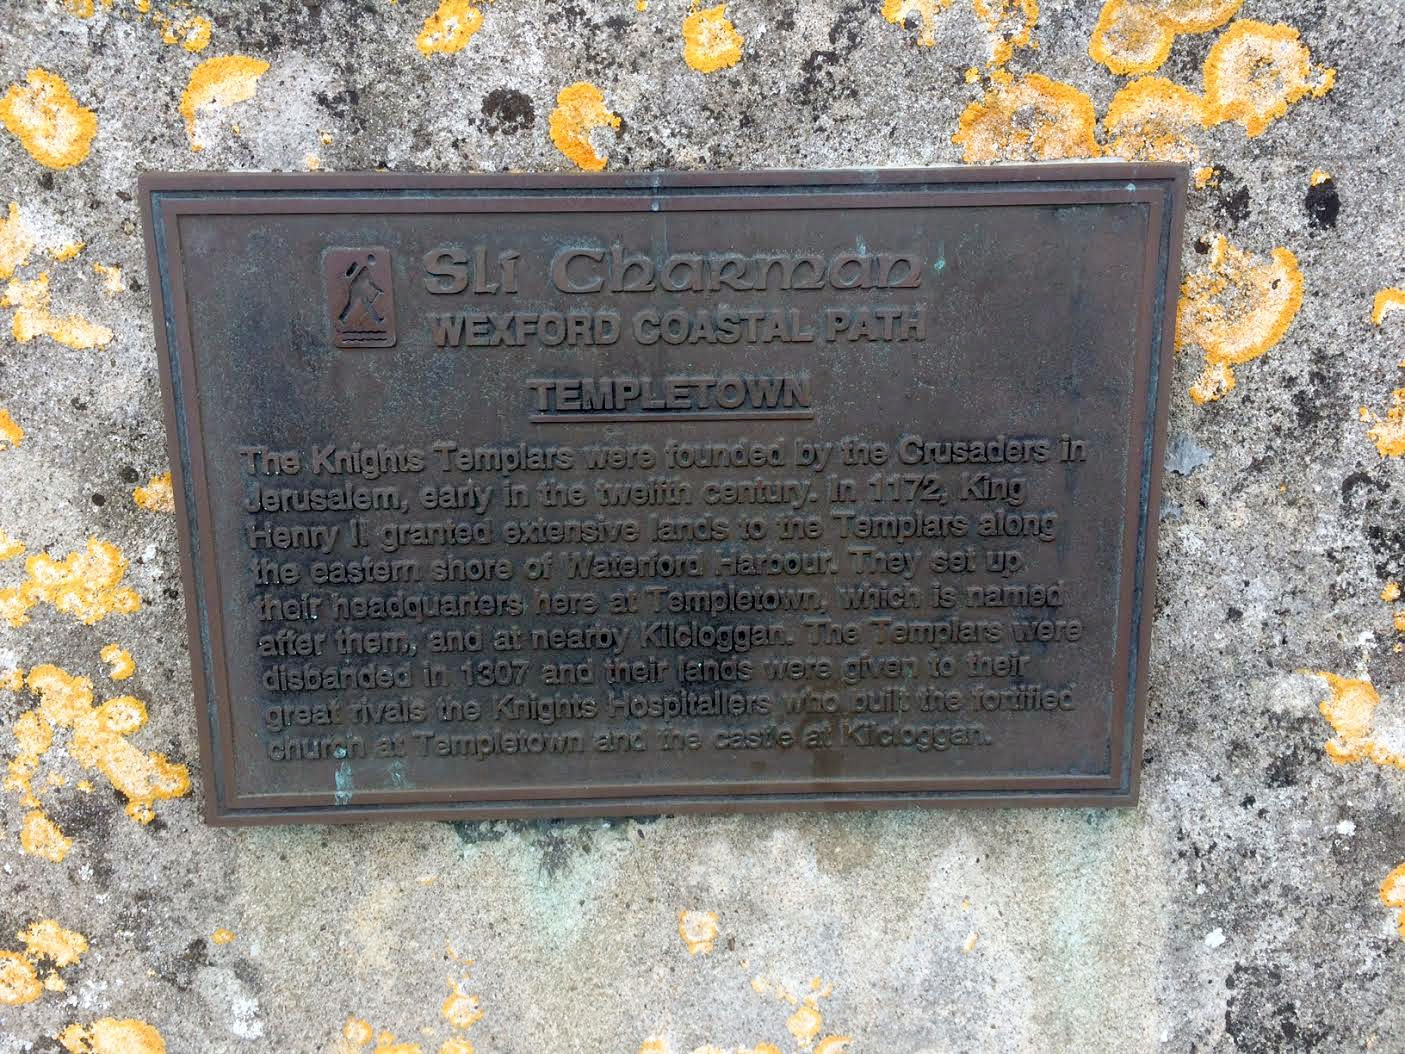 Slí Charman
WEXFORD COASTAL PATH
TEMPLETOWN
The Knights Templars were founded by the Crusaders in
Jerusalem, early in the twelfth century. In 1172, King
Henry II granted extensive lands to the Templars along
the eastern shore of Waterford Harbour. They set up
their headquarters here at Templetown, which is named
after them, and at nearby Kilcloggan. The Templars were
disbanded in 1307 and their lands were given to their
great rivals the Knights Hospitallers who built the fortified
church at Templetown and the castle at Kilcloggan.